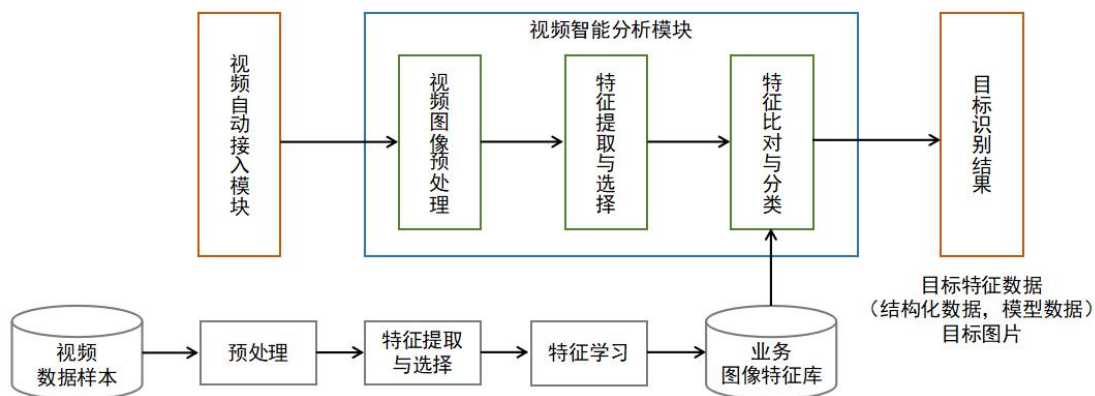 视频智能分析模块
视频自动接入模块
视频图像预处理
特征提取与选择
特征比对与分类
目标识别结果
目标特征数据
（结构化数据，模型数据）
目标图片
视频
数据样本
预处理
特征提取
与选择
特征学习
业务
图像特征库